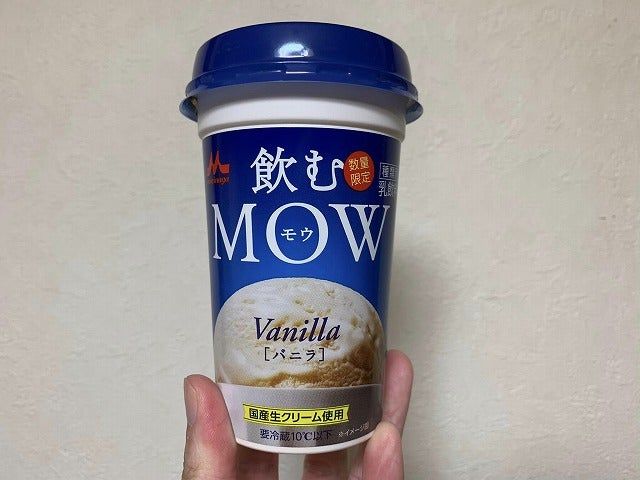 飲む
数量
限定
MOW
モウ
Vanilla
[バニラ]
国産生クリーム使用
要冷蔵10℃以下
※イメージ図